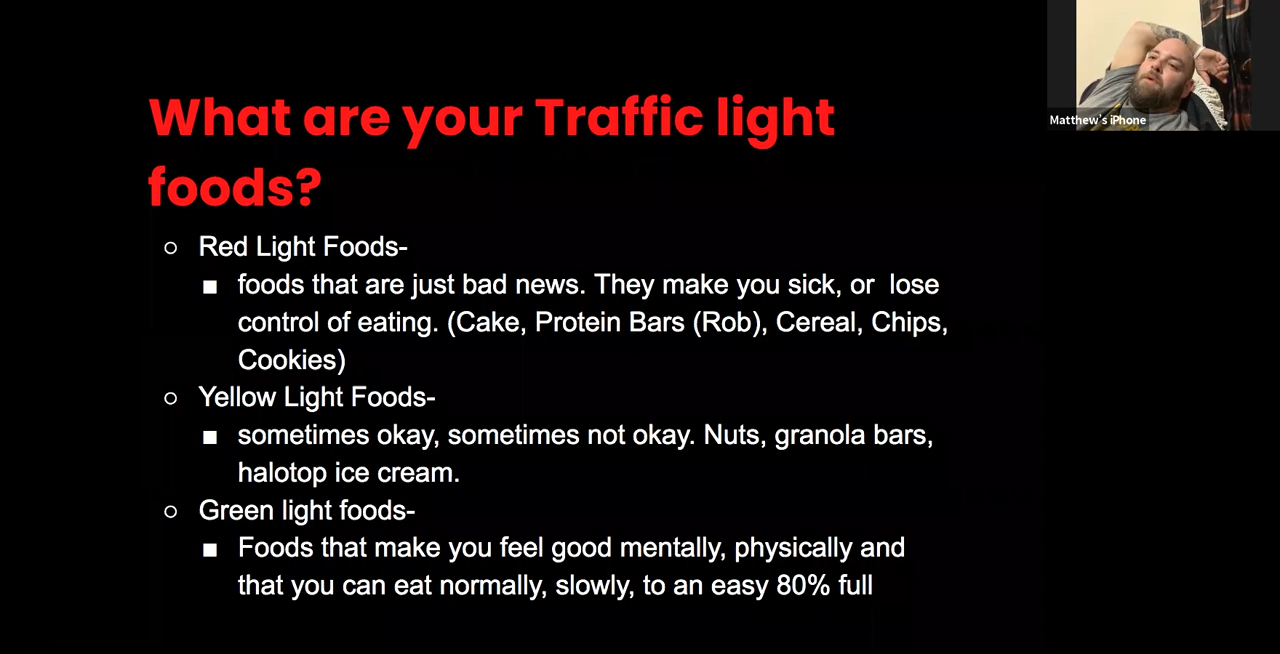 What are your Traffic light
foods?
Matthew's iPhone
○ Red Light Foods-
■ foods that are just bad news. They make you sick, or  lose
control of eating. (Cake, Protein Bars (Rob), Cereal, Chips,
Cookies)
○ Yellow Light Foods-
■ sometimes okay, sometimes not okay. Nuts, granola bars,
halotop ice cream.
○ Green light foods-
■ Foods that make you feel good mentally, physically and
that you can eat normally, slowly, to an easy 80% full